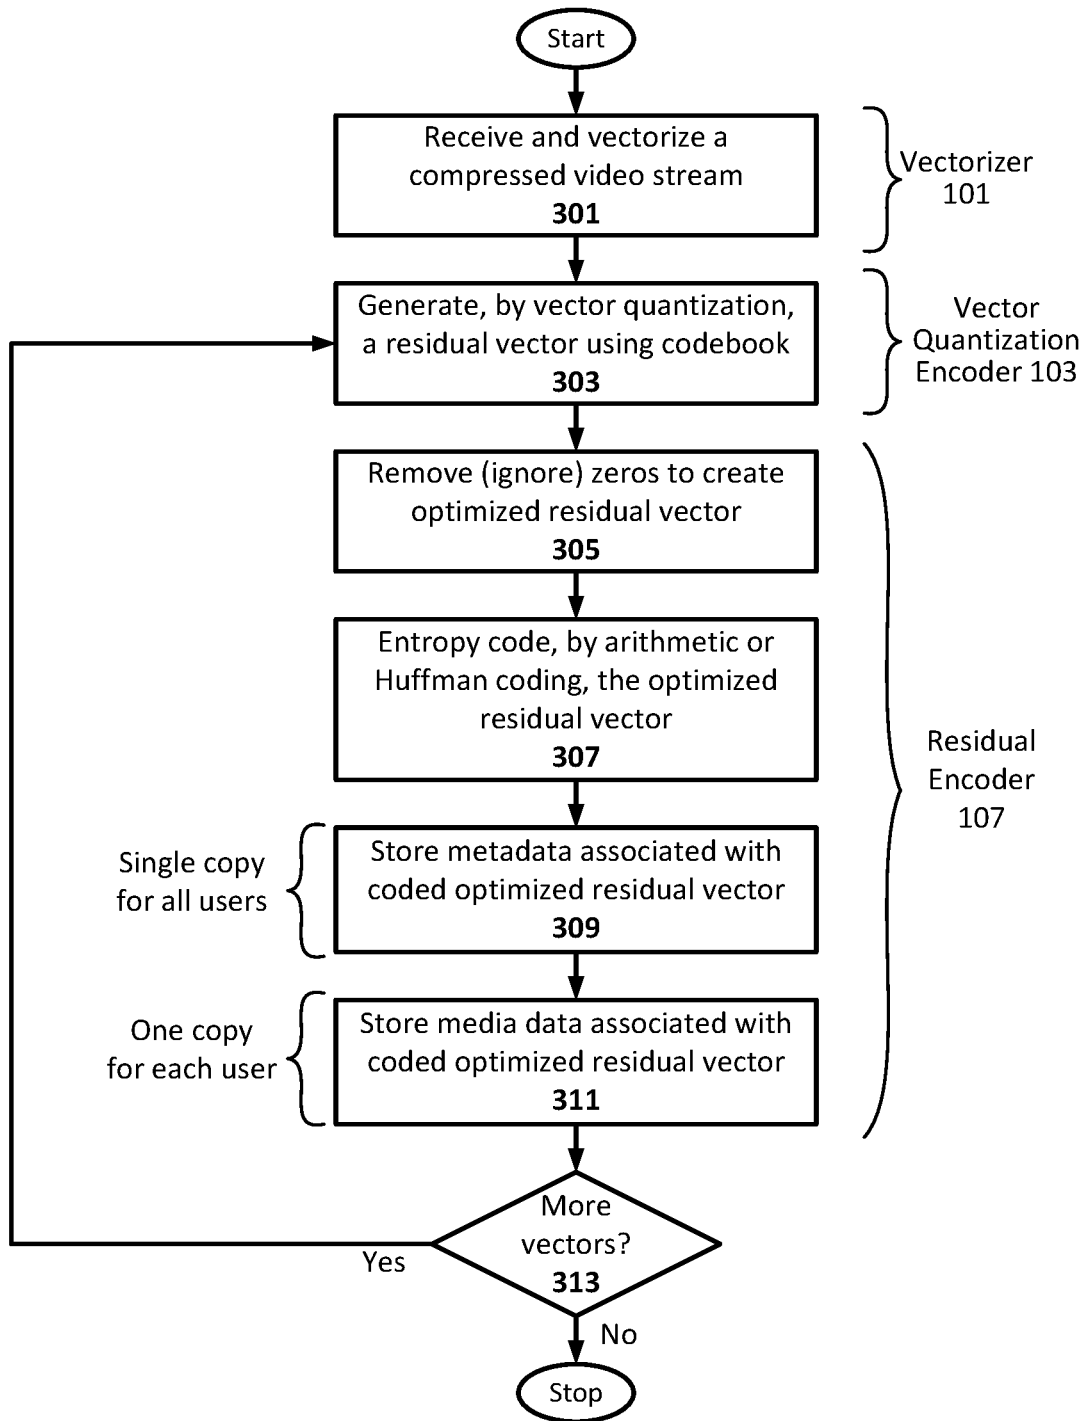 Start
Receive and vectorize a
compressed video stream
301
Vectorizer
101
Generate, by vector quantization,
a residual vector using codebook
303
Vector
Quantization
Encoder 103
Remove (ignore) zeros to create
optimized residual vector
305
Entropy code, by arithmetic or
Huffman coding, the optimized
residual vector
307
Residual
Encoder
107
Single copy
for all users
Store metadata associated with
coded optimized residual vector
309
One copy
for each user
Store media data associated with
coded optimized residual vector
311
More
vectors?
313
Yes
No
Stop